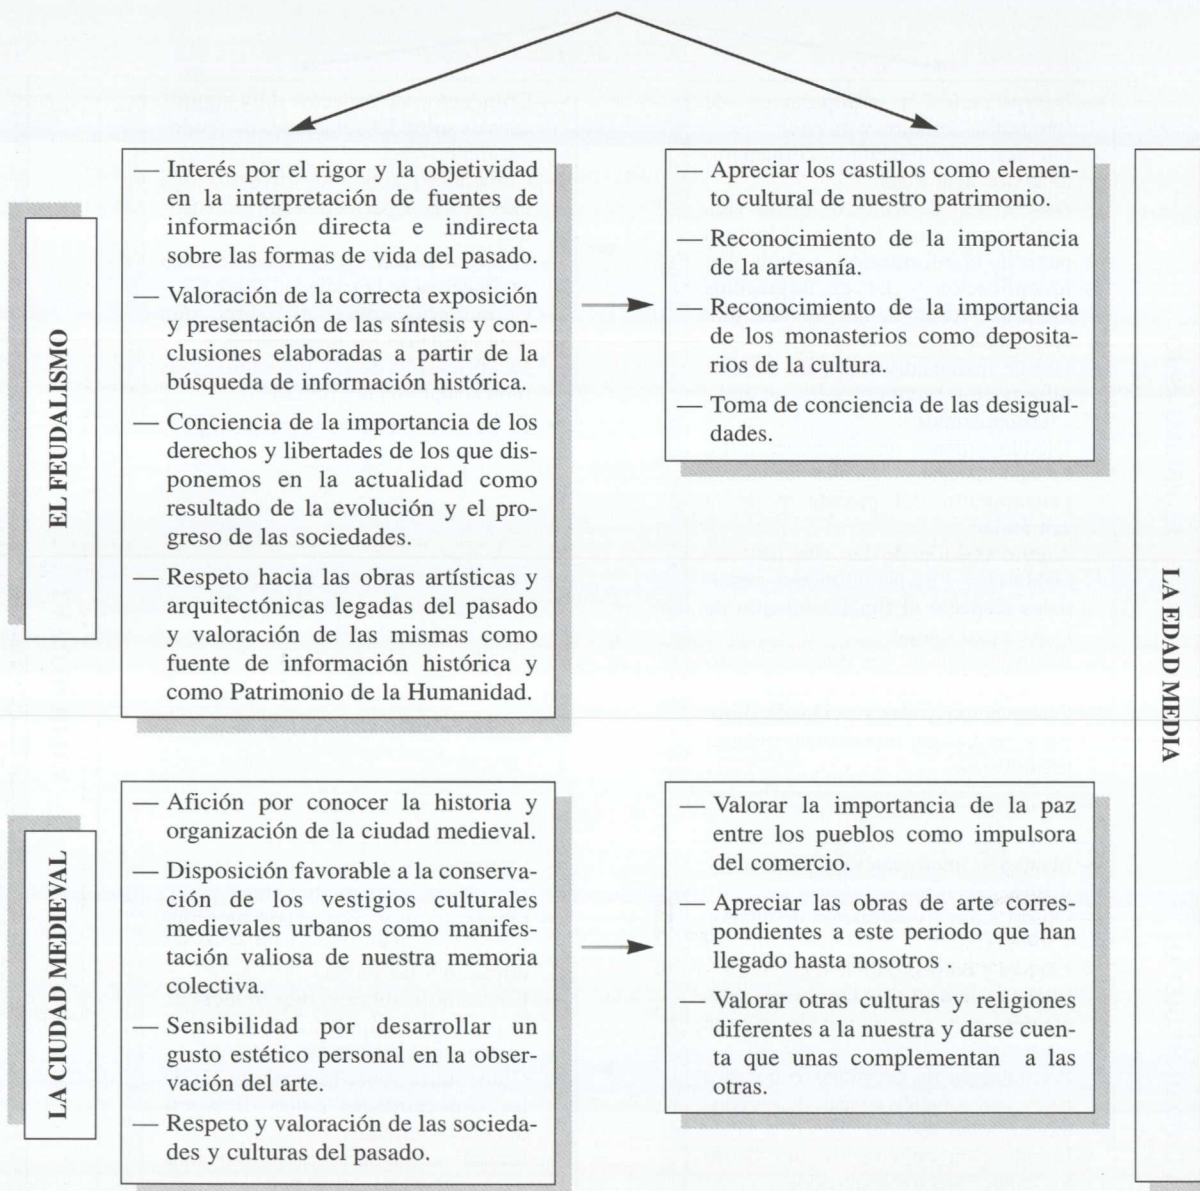 EL FEUDALISMO
— Interés por el rigor y la objetividad
en la interpretación de fuentes de
información directa e indirecta
sobre las formas de vida del pasado.
— Valoración de la correcta exposición
y presentación de las síntesis y con-
clusiones elaboradas a partir de la
búsqueda de información histórica.
— Conciencia de la importancia de los
derechos y libertades de los que dis-
ponemos en la actualidad como
resultado de la evolución y el pro-
greso de las sociedades.
— Respeto hacia las obras artísticas y
arquitectónicas legadas del pasado
y valoración de las mismas como
fuente de información histórica y
como Patrimonio de la Humanidad.
— Apreciar los castillos como elemen-
to cultural de nuestro patrimonio.
— Reconocimiento de la importancia
de la artesanía.
— Reconocimiento de la importancia
de los monasterios como deposita-
rios de la cultura.
— Toma de conciencia de las desigual-
dades.
LA CIUDAD MEDIEVAL
— Afición por conocer la historia y
organización de la ciudad medieval.
— Disposición favorable a la conserva-
ción de los vestigios culturales
medievales urbanos como manifes-
tación valiosa de nuestra memoria
colectiva.
— Sensibilidad por desarrollar un
gusto estético personal en la obser-
vación del arte.
— Respeto y valoración de las socieda-
des y culturas del pasado.
— Valorar la importancia de la paz
entre los pueblos como impulsora
del comercio.
— Apreciar las obras de arte corres-
pondientes a este periodo que han
llegado hasta nosotros .
— Valorar otras culturas y religiones
diferentes a la nuestra y darse cuen-
ta que unas complementan a las
otras.
LA EDAD MEDIA